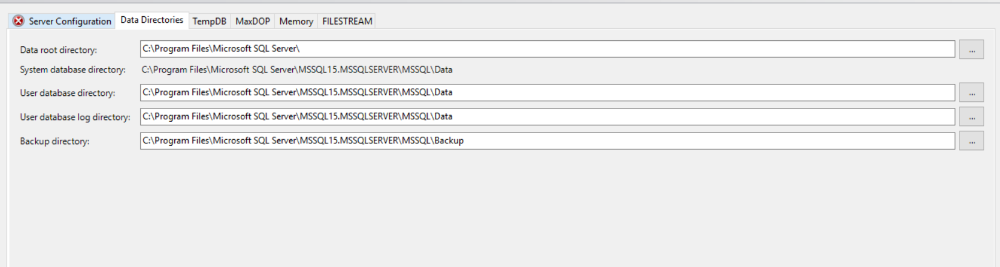 Server Configuration Data Directories TempDB MaxDOP Memory FILESTREAM
Data root directory: C:\Program Files\Microsoft SQL Server\ ...
System database directory: C:\Program Files\Microsoft SQL Server\MSSQL15.MSSQLSERVER\MSSQL\Data
User database directory: C:\Program Files\Microsoft SQL Server\MSSQL15.MSSQLSERVER\MSSQL\Data ...
User database log directory: C:\Program Files\Microsoft SQL Server\MSSQL15.MSSQLSERVER\MSSQL\Data ...
Backup directory: C:\Program Files\Microsoft SQL Server\MSSQL15.MSSQLSERVER\MSSQL\Backup ...